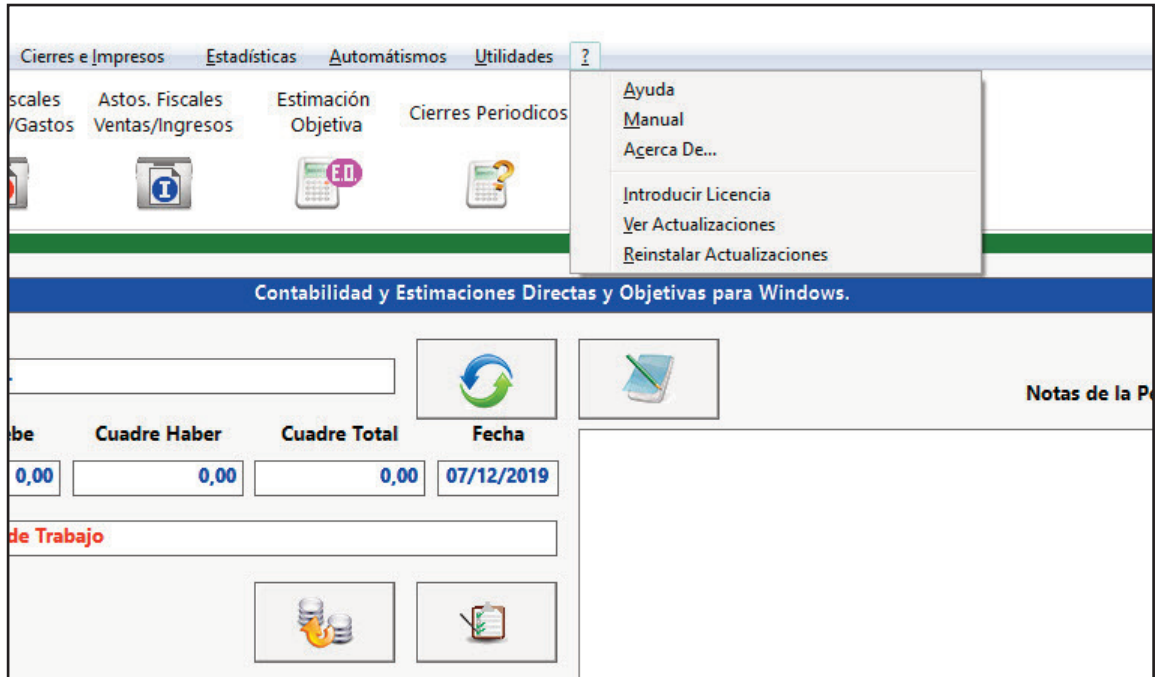 Cierres e Impresos Estadísticas Automátismos Utilidades ?
scales Astos. Fiscales Estimación Cierres Periodicos
/Gastos Ventas/Ingresos Objetiva
I E.O. ?
Ayuda
Manual
Acerca De...
Introducir Licencia
Ver Actualizaciones
Reinstalar Actualizaciones
Contabilidad y Estimaciones Directas y Objetivas para Windows.
Notas de la Pe
ebe Cuadre Haber Cuadre Total Fecha
0,00 0,00 0,00 07/12/2019
de Trabajo